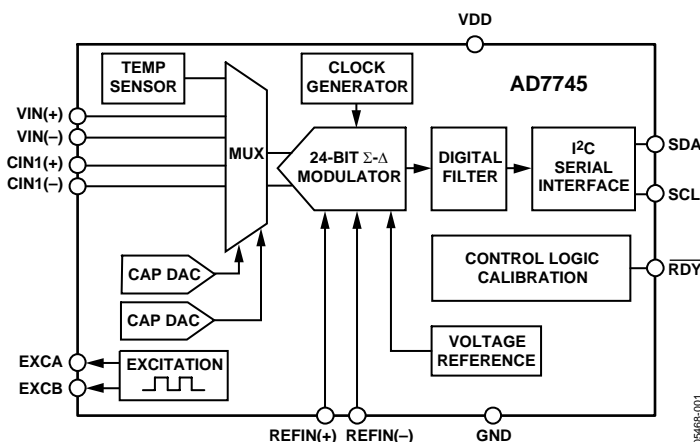 VDD
TEMP
SENSOR
CLOCK
GENERATOR
AD7745
VIN(+)
VIN(–)
CIN1(+)
CIN1(–)
MUX
24-BIT Σ-Δ
MODULATOR
DIGITAL
FILTER
I²C
SERIAL
INTERFACE
SDA
SCL
CAP DAC
CAP DAC
CONTROL LOGIC
CALIBRATION
RDY
EXCA
EXCB
EXCITATION
VOLTAGE
REFERENCE
REFIN(+)
REFIN(–)
GND